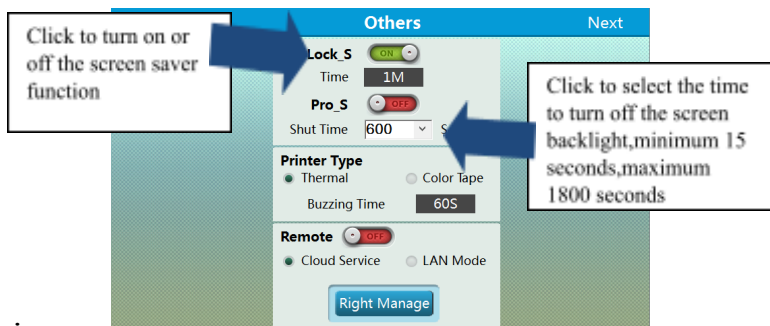 Others
Next
Click to turn on or
off the screen saver
function
Lock_S ON
Time 1M
Pro_S OFF
Shut Time 600 S
Click to select the time
to turn off the screen
backlight,minimum 15
seconds,maximum
1800 seconds
Printer Type
Thermal Color Tape
Buzzing Time 60S
Remote OFF
Cloud Service LAN Mode
Right Manage